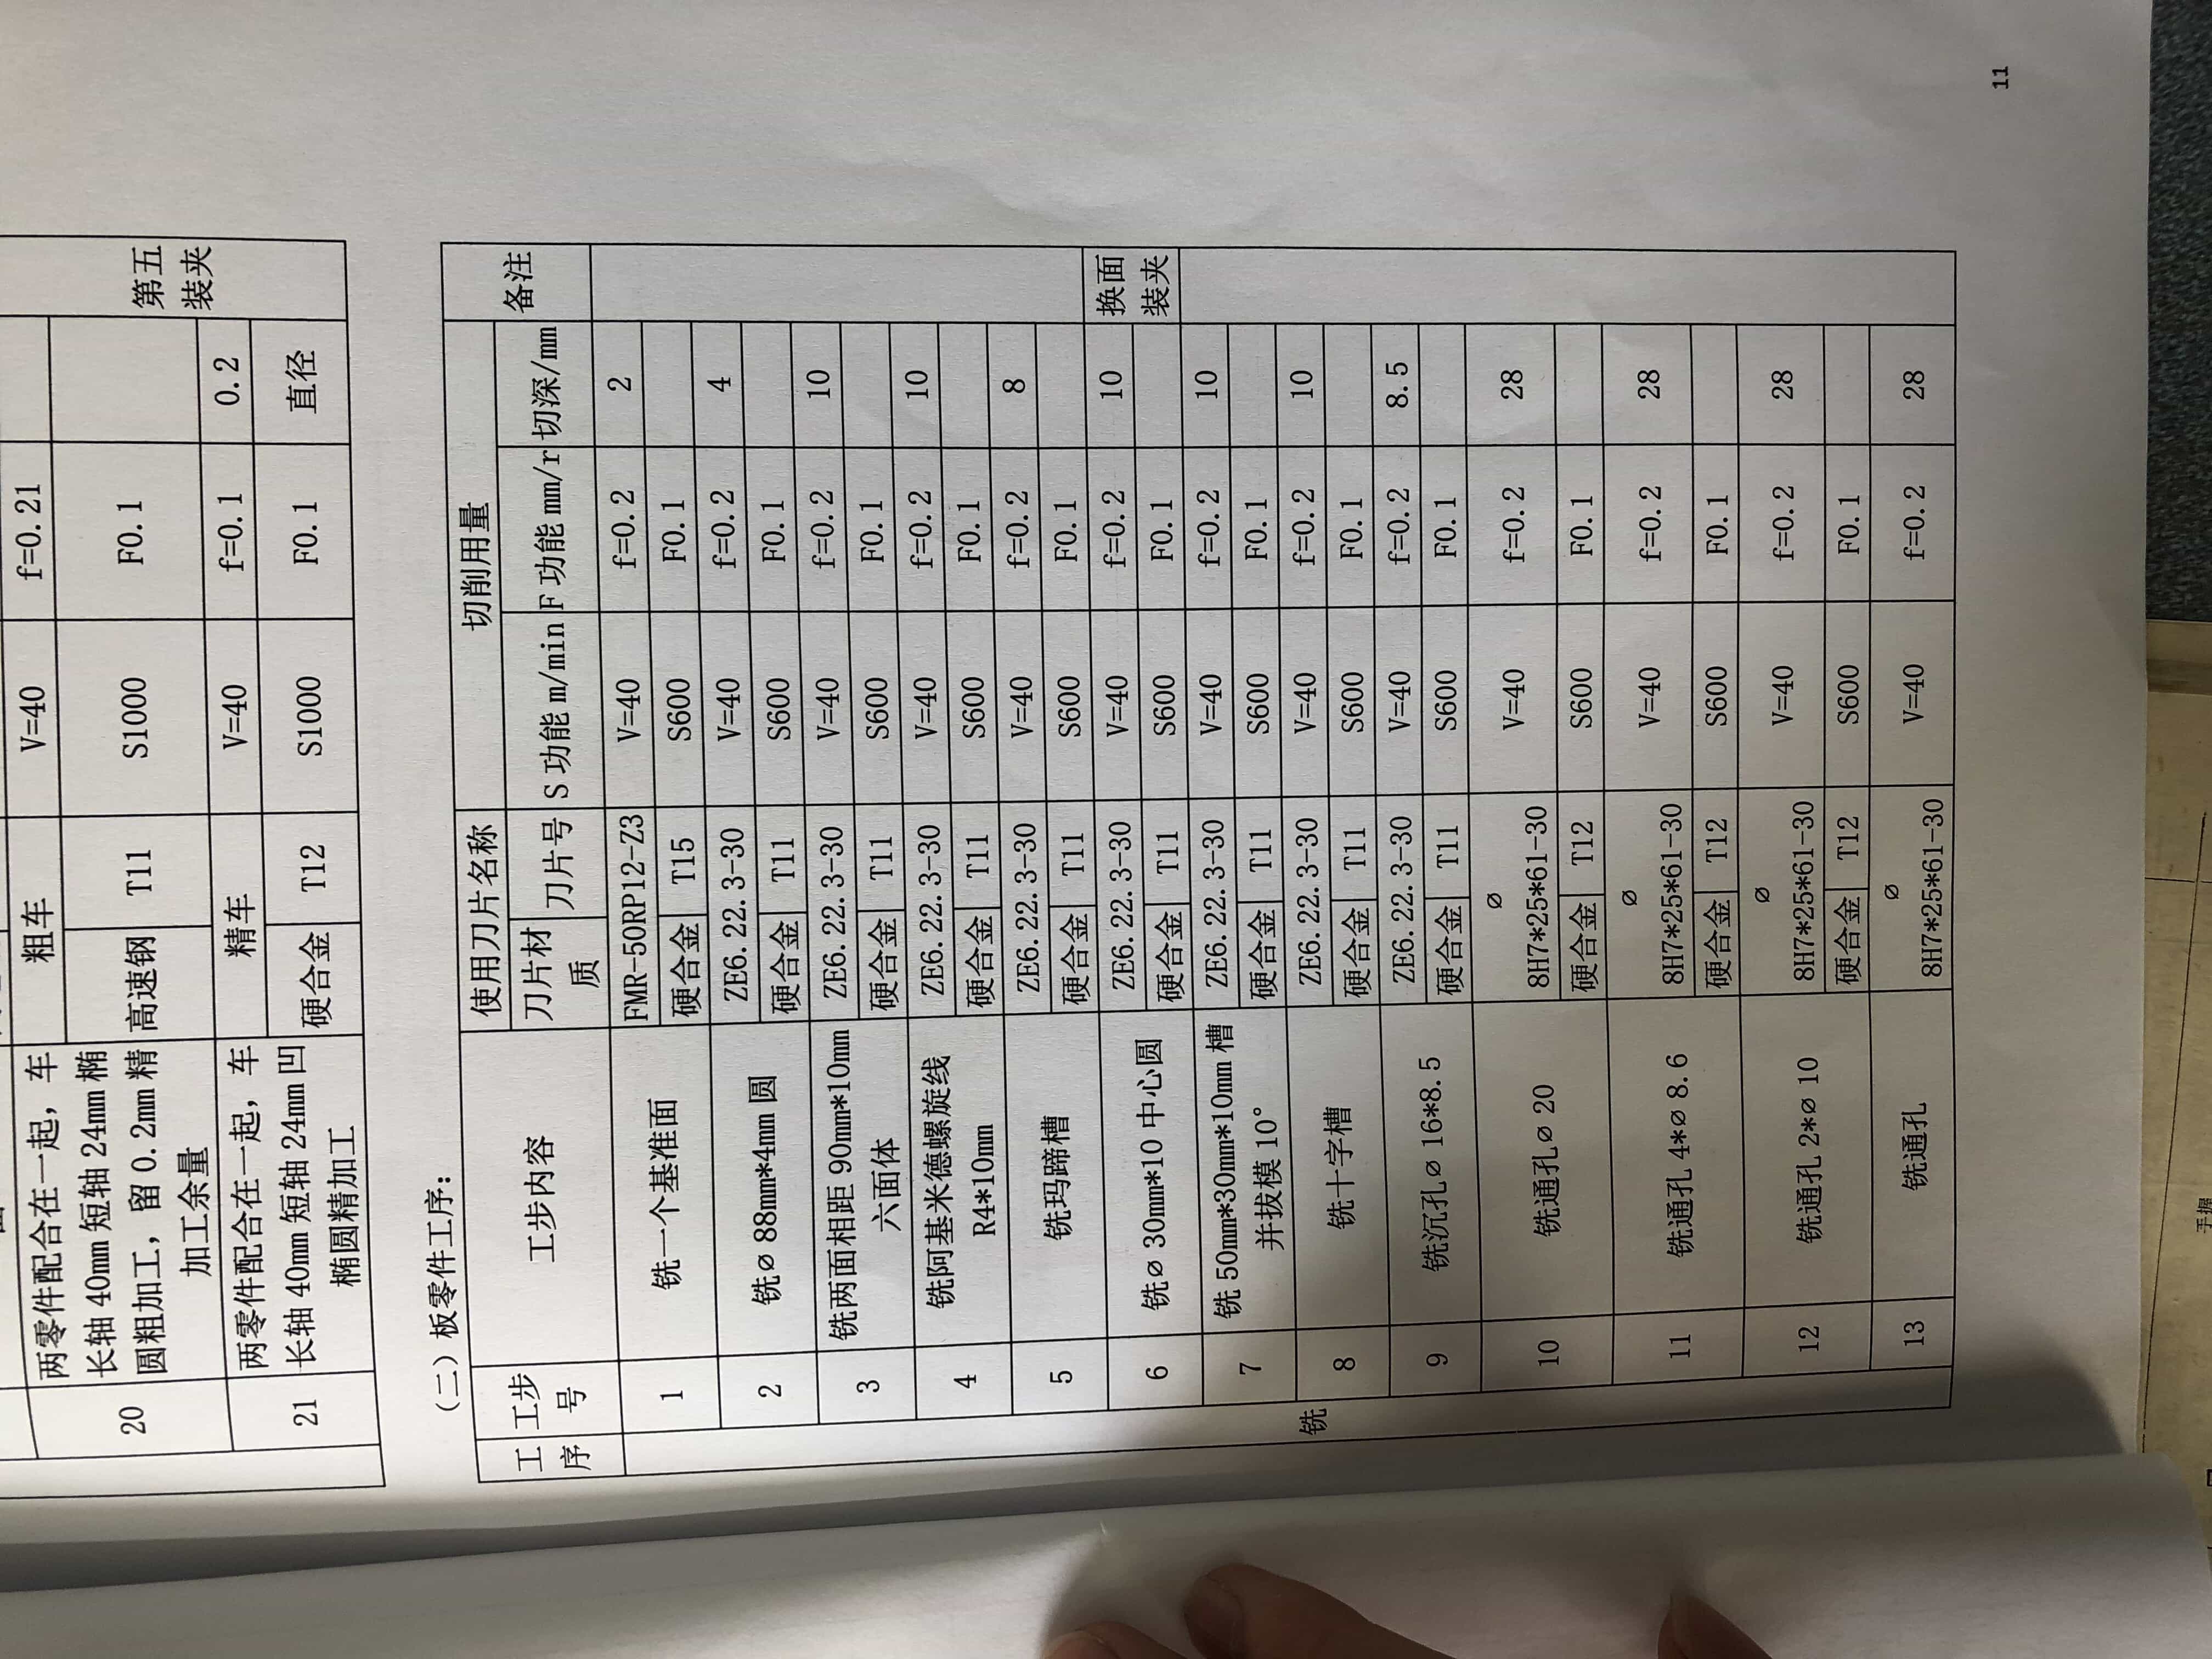 f=0.21
V=40
两零件配合在一起，车
长轴 40mm 短轴 24mm 椭
圆粗加工，留 0.2mm 精
加工余量
20
粗车
高速钢 T11
S1000
F0.1
两零件配合在一起，车
长轴 40mm 短轴 24mm 凹
椭圆精加工
21
精车
硬合金 T12
V=40
S1000
f=0.1
F0.1
0.2
直径
第五
装夹
（二）板零件工序：
工序 工步号 工步内容 使用刀片名称 切削用量 备注
刀片材质 刀片号 S 功能 m/min F 功能 mm/r 切深/mm
铣
1 铣一个基准面 FMR-50RP12-Z3 V=40 f=0.2 2
硬合金 T15 S600 F0.1
2 铣⌀ 88mm*4mm 圆 ZE6.22.3-30 V=40 f=0.2 4
硬合金 T11 S600 F0.1
3 铣两面相距 90mm*10mm ZE6.22.3-30 V=40 f=0.2 10
六面体 硬合金 T11 S600 F0.1
4 铣阿基米德螺旋线 ZE6.22.3-30 V=40 f=0.2 10
R4*10mm 硬合金 T11 S600 F0.1
5 铣玛蹄槽 ZE6.22.3-30 V=40 f=0.2 8
硬合金 T11 S600 F0.1
6 铣⌀ 30mm*10 中心圆 ZE6.22.3-30 V=40 f=0.2 10 换面
硬合金 T11 S600 F0.1 装夹
7 铣 50mm*30mm*10mm 槽 ZE6.22.3-30 V=40 f=0.2 10
并拔模 10° 硬合金 T11 S600 F0.1
8 铣十字槽 ZE6.22.3-30 V=40 f=0.2 10
硬合金 T11 S600 F0.1
9 铣沉孔⌀ 16*8.5 ZE6.22.3-30 V=40 f=0.2 8.5
硬合金 T11 S600 F0.1
10 铣通孔⌀ 20 ⌀ V=40 f=0.2 28
8H7*25*61-30
硬合金 T12 S600 F0.1
11 铣通孔 4*⌀ 8.6 ⌀ V=40 f=0.2 28
8H7*25*61-30
硬合金 T12 S600 F0.1
12 铣通孔 2*⌀ 10 ⌀ V=40 f=0.2 28
8H7*25*61-30
硬合金 T12 S600 F0.1
13 铣通孔 ⌀ V=40 f=0.2 28
8H7*25*61-30
11
手握